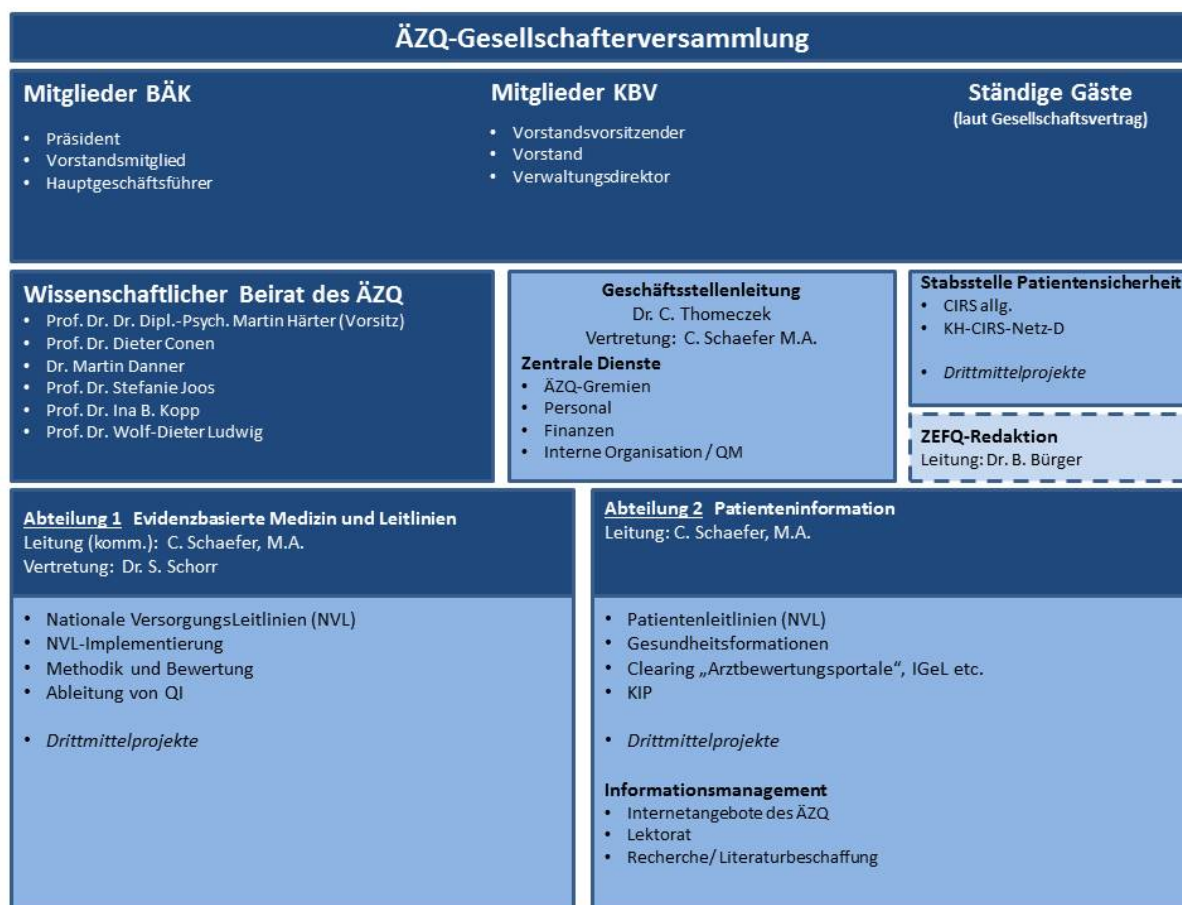 ÄZQ-Gesellschafterversammlung
Mitglieder BÄK
• Präsident
• Vorstandsmitglied
• Hauptgeschäftsführer
Mitglieder KBV
• Vorstandsvorsitzender
• Vorstand
• Verwaltungsdirektor
Ständige Gäste
(laut Gesellschaftsvertrag)
Wissenschaftlicher Beirat des ÄZQ
• Prof. Dr. Dr. Dipl.-Psych. Martin Härter (Vorsitz)
• Prof. Dr. Dieter Conen
• Dr. Martin Danner
• Prof. Dr. Stefanie Joos
• Prof. Dr. Ina B. Kopp
• Prof. Dr. Wolf-Dieter Ludwig
Geschäftsstellenleitung
Dr. C. Thomeczek
Vertretung: C. Schaefer M.A.
Zentrale Dienste
• ÄZQ-Gremien
• Personal
• Finanzen
• Interne Organisation / QM
Stabsstelle Patientensicherheit
• CIRS allg.
• KH-CIRS-Netz-D
• Drittmittelprojekte
ZEFQ-Redaktion
Leitung: Dr. B. Bürger
Abteilung 1 Evidenzbasierte Medizin und Leitlinien
Leitung (komm.): C. Schaefer, M.A.
Vertretung: Dr. S. Schorr
• Nationale VersorgungsLeitlinien (NVL)
• NVL-Implementierung
• Methodik und Bewertung
• Ableitung von QI
• Drittmittelprojekte
Abteilung 2 Patienteninformation
Leitung: C. Schaefer, M.A.
• Patientenleitlinien (NVL)
• Gesundheitsformationen
• Clearing „Arztbewertungsportale“, IGeL etc.
• KIP
• Drittmittelprojekte
Informationsmanagement
• Internetangebote des ÄZQ
• Lektorat
• Recherche/ Literaturbeschaffung